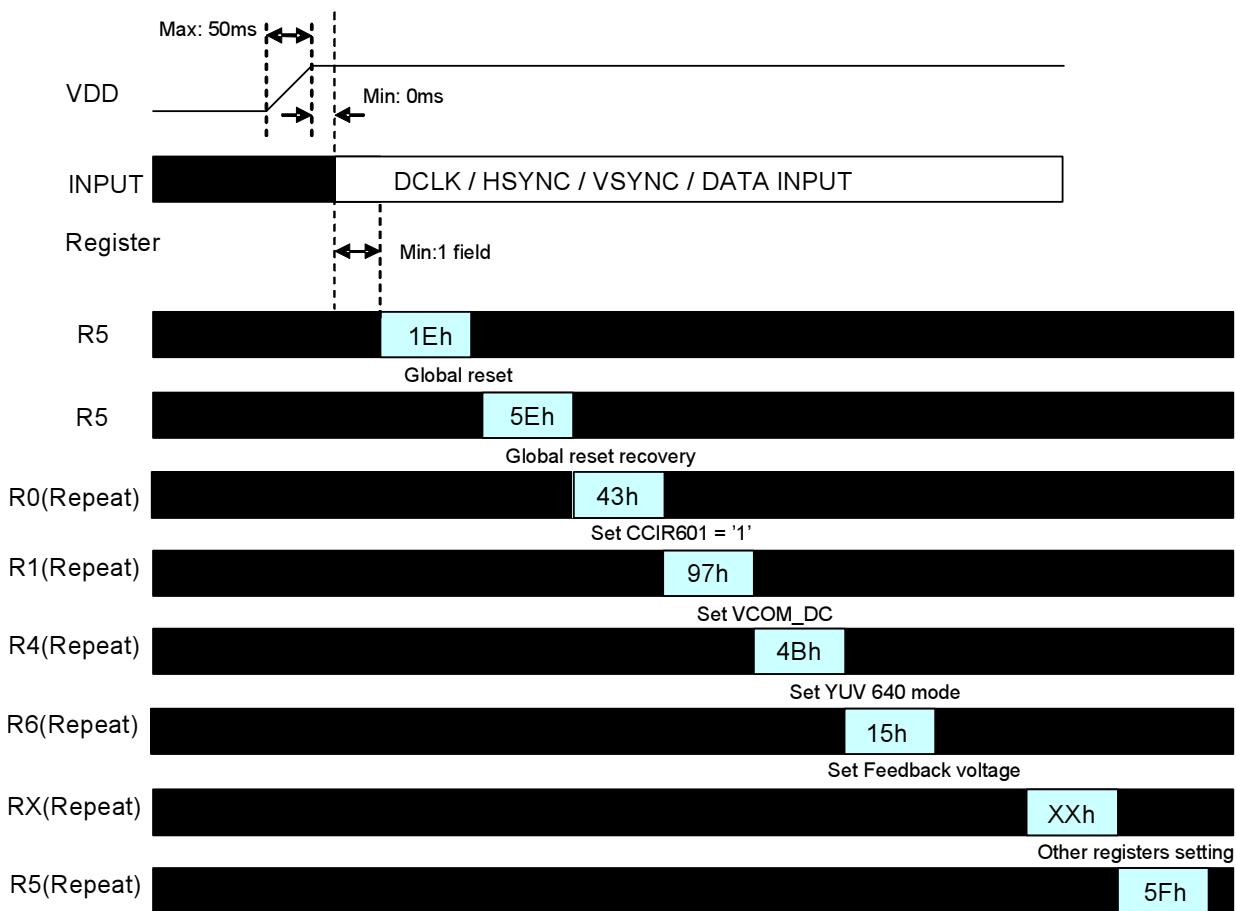 Max: 50ms
VDD
Min: 0ms
INPUT
DCLK / HSYNC / VSYNC / DATA INPUT
Register
Min:1 field
R5
1Eh
Global reset
R5
5Eh
Global reset recovery
R0(Repeat)
43h
Set CCIR601 = ’1’
R1(Repeat)
97h
Set VCOM_DC
R4(Repeat)
4Bh
Set YUV 640 mode
R6(Repeat)
15h
Set Feedback voltage
RX(Repeat)
XXh
Other registers setting
R5(Repeat)
5Fh